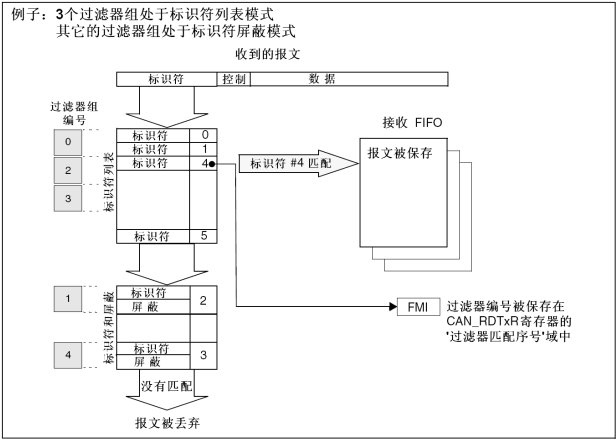 例子：3个过滤器组处于标识符列表模式
其它的过滤器组处于标识符屏蔽模式
收到的报文
标识符 控制 数据
过滤器组
编号
0
2
3
标识符列表
标识符 0
标识符 1
标识符 4
标识符 5
标识符 #4 匹配
接收 FIFO
报文被保存
1
4
标识符和屏蔽
标识符
屏蔽
2
标识符
屏蔽
3
FMI
过滤器编号被保存在
CAN_RDTxR寄存器的
"过滤器匹配序号"域中
没有匹配
报文被丢弃